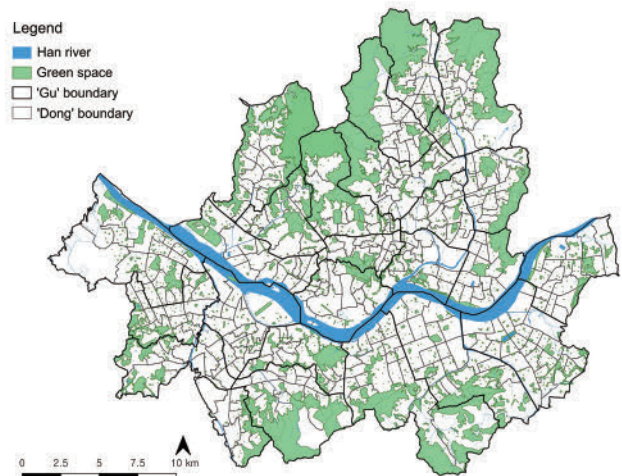 Legend
Han river
Green space
'Gu' boundary
'Dong' boundary
0 2.5 5 7.5 10 km